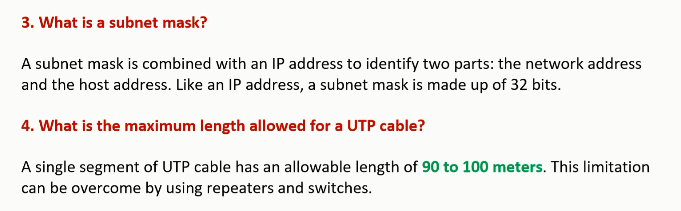 3. What is a subnet mask?
A subnet mask is combined with an IP address to identify two parts: the network address
and the host address. Like an IP address, a subnet mask is made up of 32 bits.
4. What is the maximum length allowed for a UTP cable?
A single segment of UTP cable has an allowable length of 90 to 100 meters. This limitation
can be overcome by using repeaters and switches.